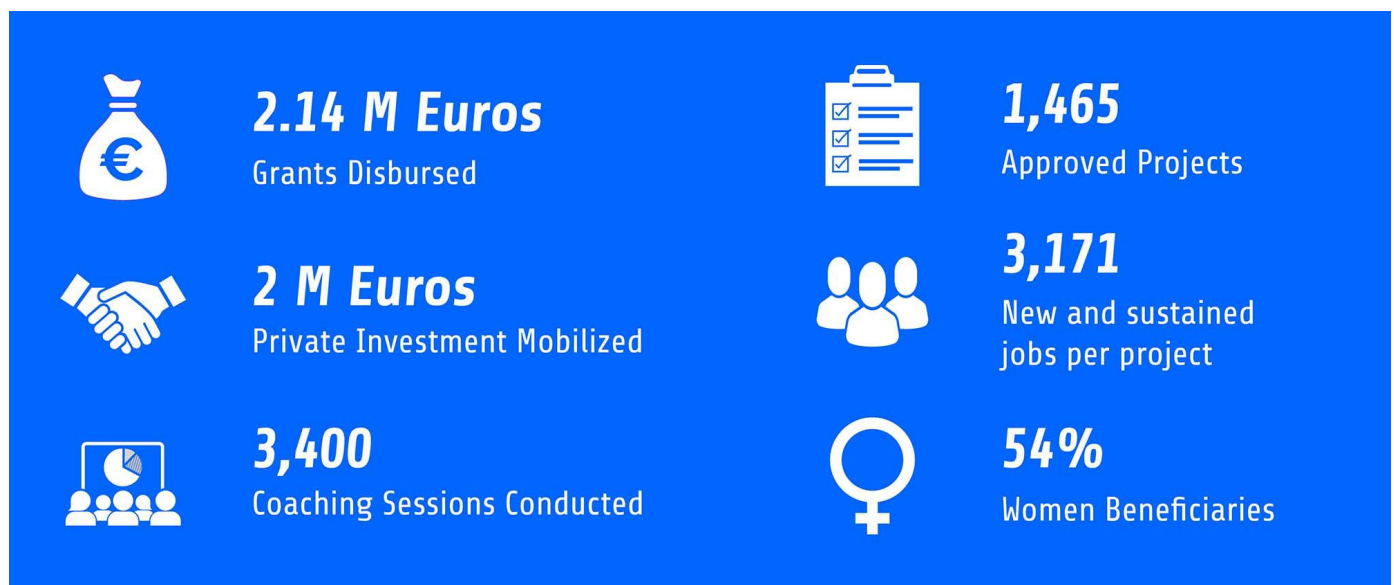 2.14 M Euros
Grants Disbursed
2 M Euros
Private Investment Mobilized
3,400
Coaching Sessions Conducted
1,465
Approved Projects
3,171
New and sustained
jobs per project
54%
Women Beneficiaries